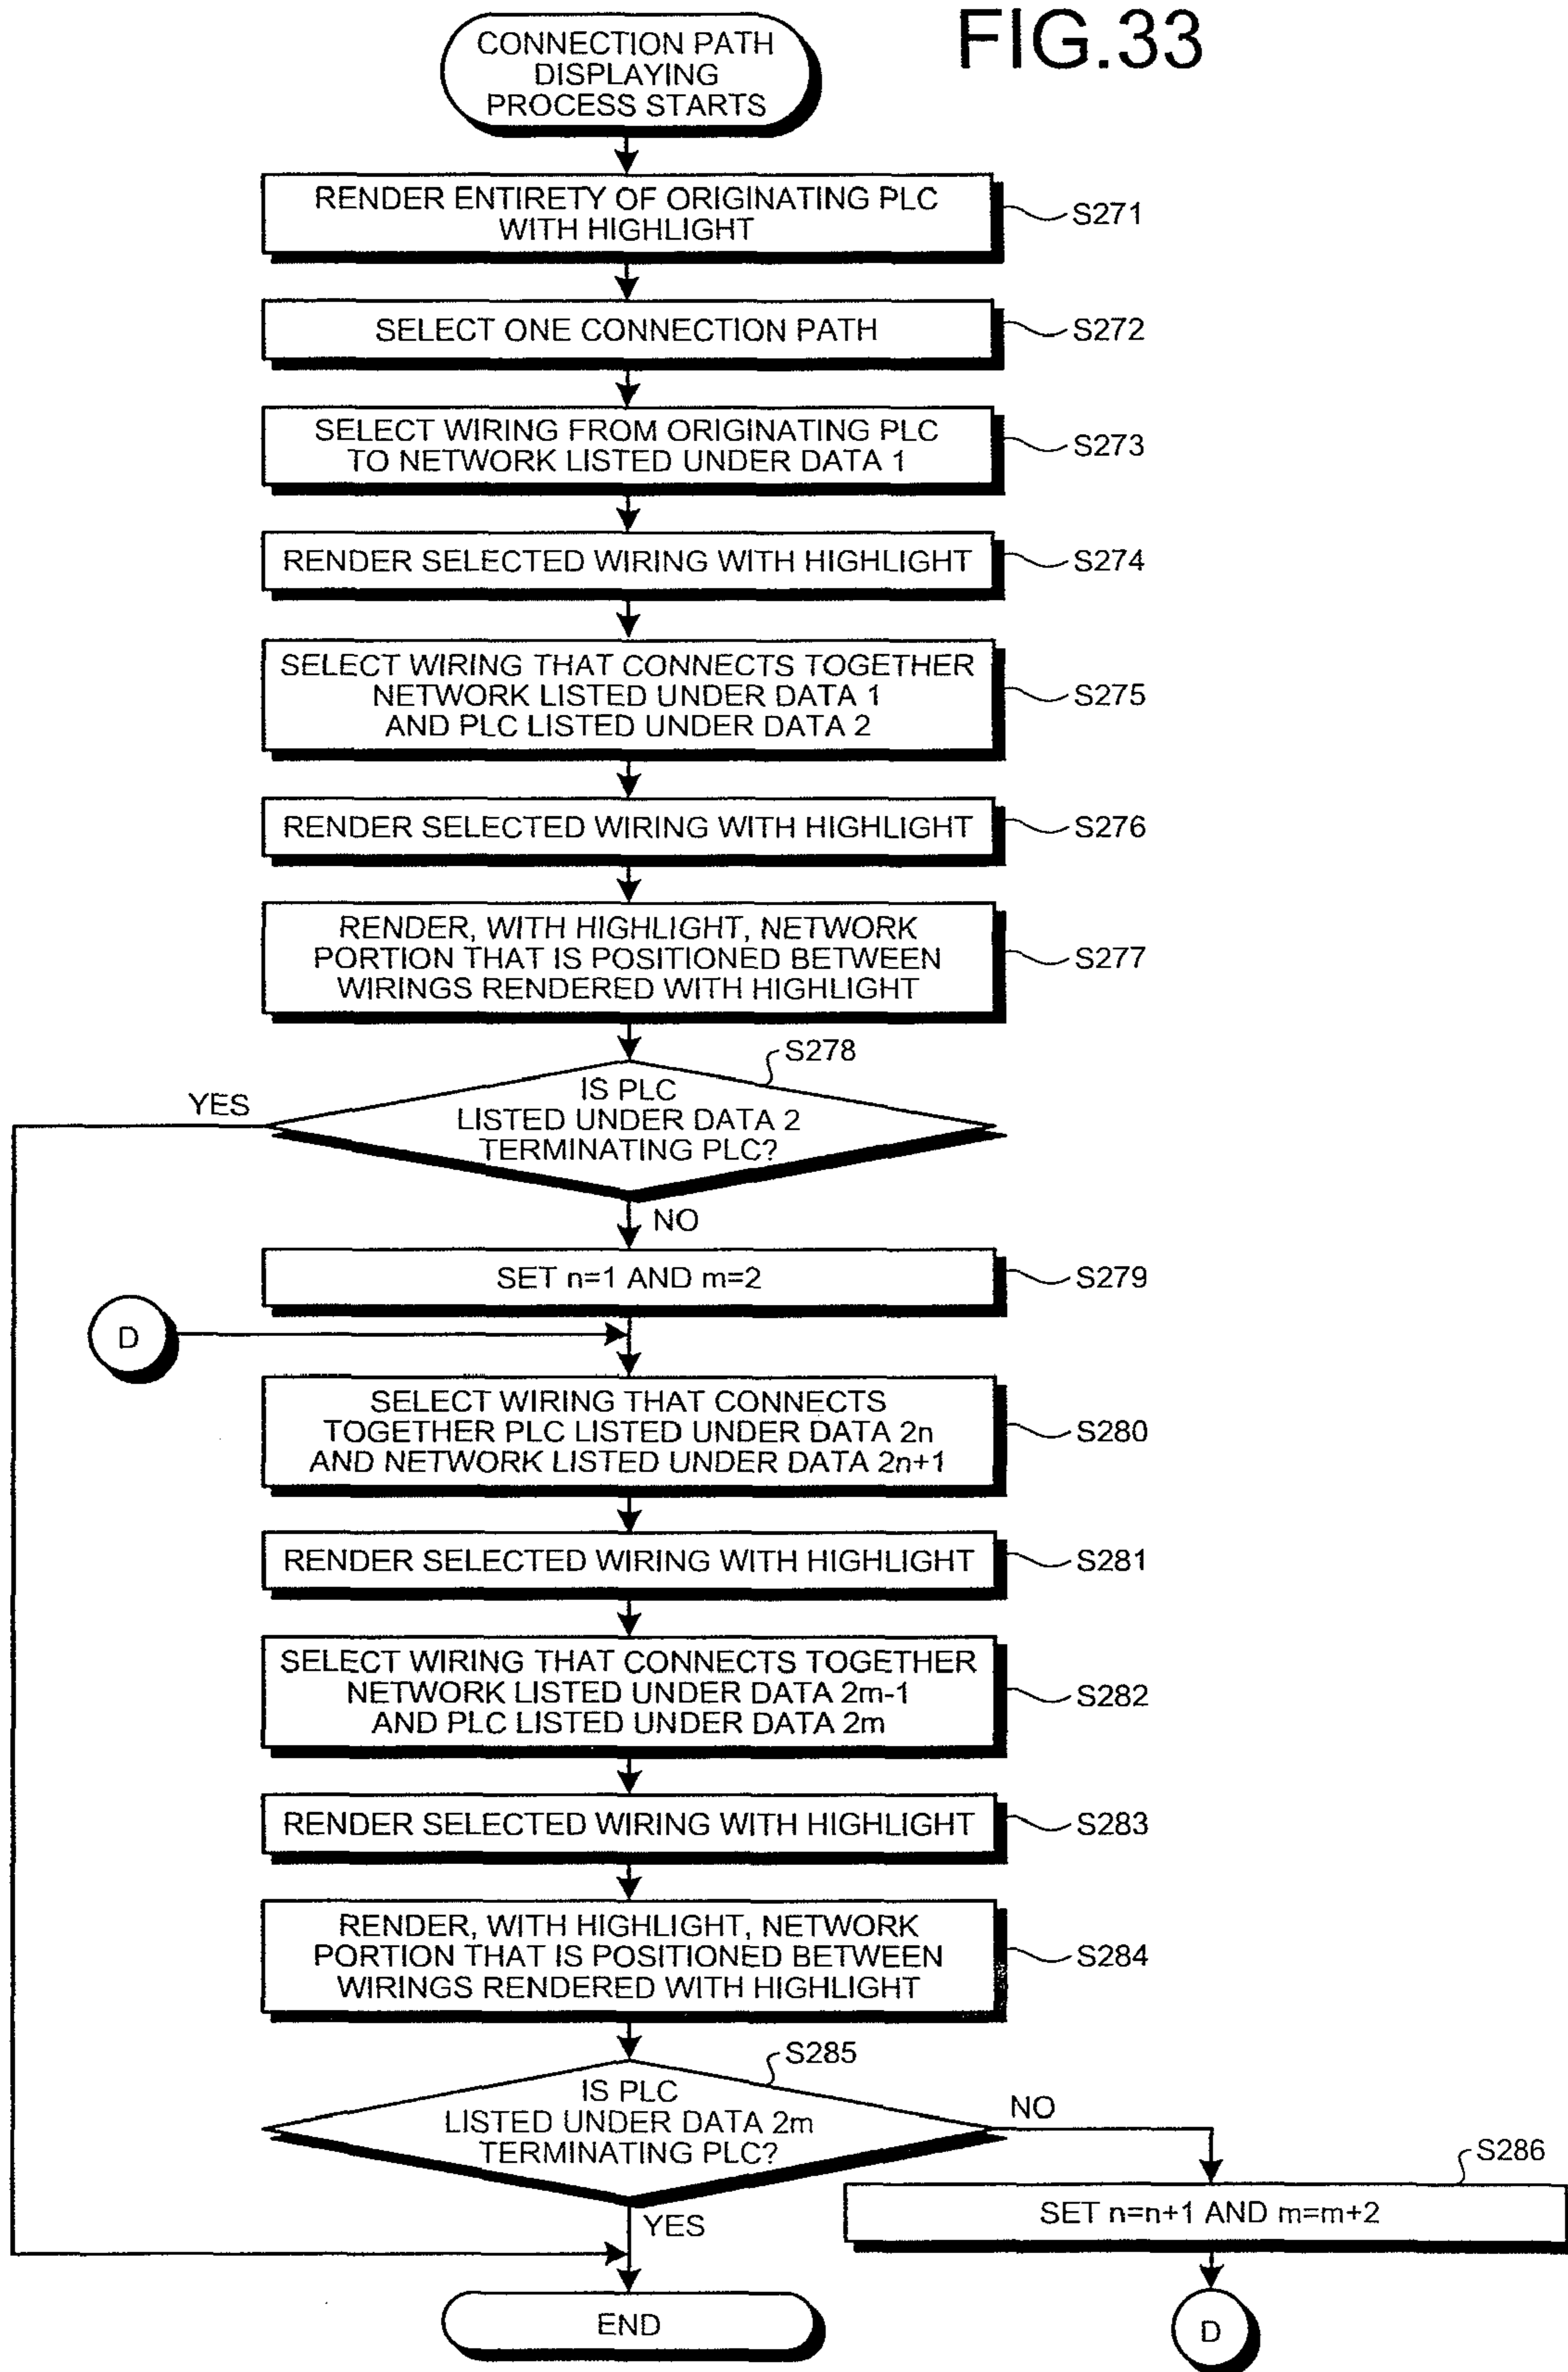 FIG.33
CONNECTION PATH
DISPLAYING
PROCESS STARTS
RENDER ENTIRETY OF ORIGINATING PLC
WITH HIGHLIGHT
S271
SELECT ONE CONNECTION PATH
S272
SELECT WIRING FROM ORIGINATING PLC
TO NETWORK LISTED UNDER DATA 1
S273
RENDER SELECTED WIRING WITH HIGHLIGHT
S274
SELECT WIRING THAT CONNECTS TOGETHER
NETWORK LISTED UNDER DATA 1
AND PLC LISTED UNDER DATA 2
S275
RENDER SELECTED WIRING WITH HIGHLIGHT
S276
RENDER, WITH HIGHLIGHT, NETWORK
PORTION THAT IS POSITIONED BETWEEN
WIRINGS RENDERED WITH HIGHLIGHT
S277
S278
IS PLC
LISTED UNDER DATA 2
TERMINATING PLC?
YES
NO
SET n=1 AND m=2
S279
D
SELECT WIRING THAT CONNECTS
TOGETHER PLC LISTED UNDER DATA 2n
AND NETWORK LISTED UNDER DATA 2n+1
S280
RENDER SELECTED WIRING WITH HIGHLIGHT
S281
SELECT WIRING THAT CONNECTS TOGETHER
NETWORK LISTED UNDER DATA 2m-1
AND PLC LISTED UNDER DATA 2m
S282
RENDER SELECTED WIRING WITH HIGHLIGHT
S283
RENDER, WITH HIGHLIGHT, NETWORK
PORTION THAT IS POSITIONED BETWEEN
WIRINGS RENDERED WITH HIGHLIGHT
S284
S285
IS PLC
LISTED UNDER DATA 2m
TERMINATING PLC?
NO
YES
S286
SET n=n+1 AND m=m+2
END
D